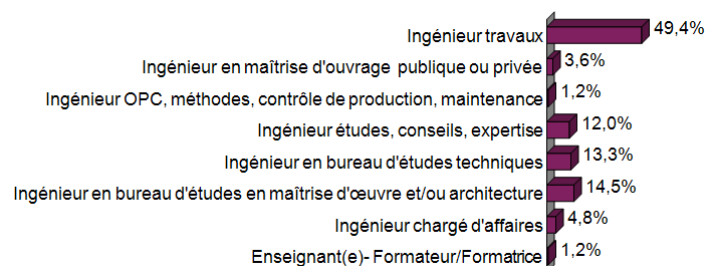 Ingénieur travaux 49,4%
Ingénieur en maîtrise d'ouvrage publique ou privée 3,6%
Ingénieur OPC, méthodes, contrôle de production, maintenance 1,2%
Ingénieur études, conseils, expertise 12,0%
Ingénieur en bureau d'études techniques 13,3%
Ingénieur en bureau d'études en maîtrise d'œuvre et/ou architecture 14,5%
Ingénieur chargé d'affaires 4,8%
Enseignant(e)- Formateur/Formatrice 1,2%